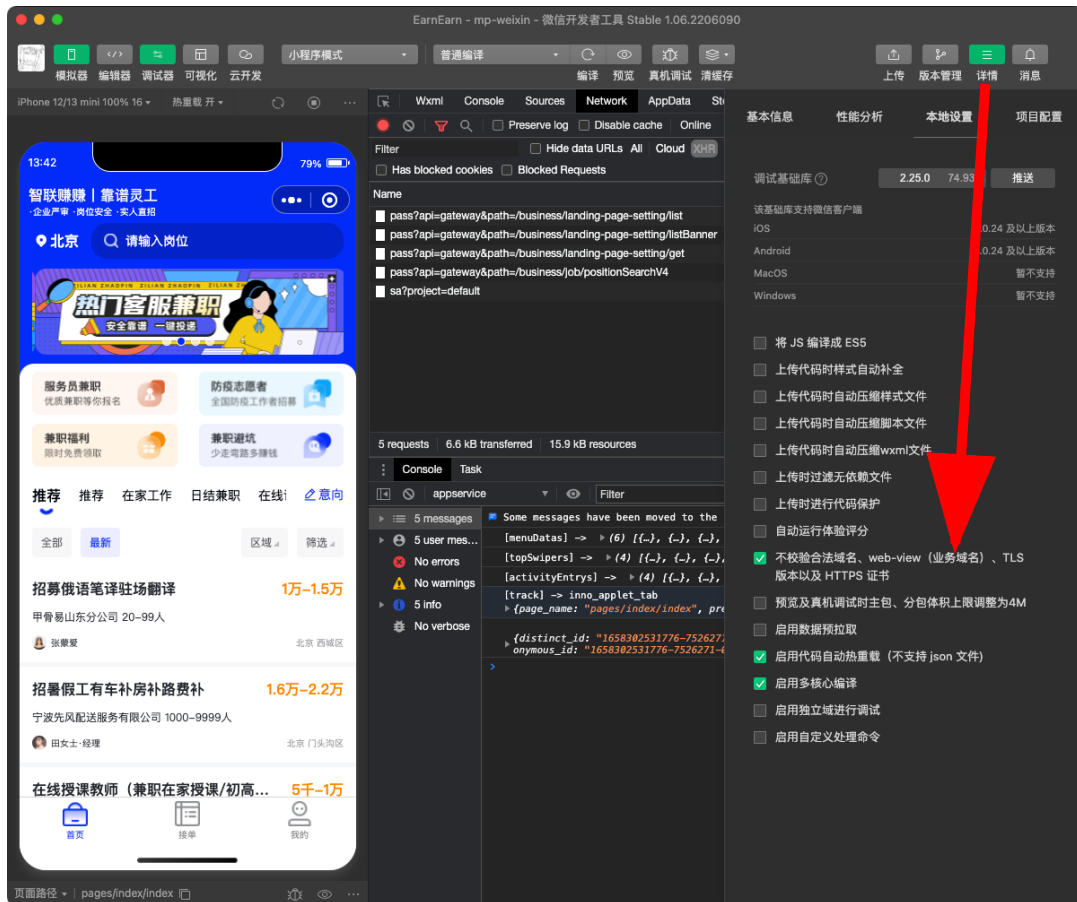 EarnEarn - mp-weixin - 微信开发者工具 Stable 1.06.2206090
模拟器 编辑器 调试器 可视化 云开发
小程序模式 普通编译
编译 预览 真机调试 清缓存
上传 版本管理 详情 消息
iPhone 12/13 mini 100% 16 热重载 开
13:42 79%
智联赚赚 | 靠谱灵工
·企业严审 ·岗位安全 ·实人直招
北京 请输入岗位
ZILIAN ZHAOPIN ZILIAN ZHAOPIN ZILIAN
热门客服兼职
安全靠谱 一键投递
服务员兼职
优质兼职等你报名
防疫志愿者
全国防疫工作者招募
兼职福利
限时免费领取
兼职避坑
少走弯路多赚钱
推荐 推荐 在家工作 日结兼职 在线 意向
全部 最新 区域 筛选
招募俄语笔译驻场翻译 1万-1.5万
甲骨易山东分公司 20-99人
张蒙爱 北京 西城区
招暑假工有车补房补路费补 1.6万-2.2万
宁波先风配送服务有限公司 1000-9999人
田女士·经理 北京 门头沟区
在线授课教师（兼职在家授课/初高... 5千-1万
首页 接单 我的
页面路径 pages/index/index
Wxml Console Sources Network AppData St
Preserve log Disable cache Online
Filter Hide data URLs All Cloud XHR
Has blocked cookies Blocked Requests
Name
pass?api=gateway&path=/business/landing-page-setting/list
pass?api=gateway&path=/business/landing-page-setting/listBanner
pass?api=gateway&path=/business/landing-page-setting/get
pass?api=gateway&path=/business/job/positionSearchV4
sa?project=default
5 requests 6.6 kB transferred 15.9 kB resources
Console Task
appservice Filter
5 messages
5 user mes...
No errors
No warnings
5 info
No verbose
Some messages have been moved to the
[menuDatas] -> (6) [{…}, {…}, {…},
[topSwipers] -> (4) [{…}, {…}, {…},
[activityEntrys] -> (4) [{…}, {…},
[track] -> inno_applet_tab
{page_name: "pages/index/index", pre
{distinct_id: "1658302531776-7526271
onymous_id: "1658302531776-7526271-
基本信息 性能分析 本地设置 项目配置
调试基础库 2.25.0 74.93 推送
该基础库支持微信客户端
iOS .0.24 及以上版本
Android .0.24 及以上版本
MacOS 暂不支持
Windows 暂不支持
将 JS 编译成 ES5
上传代码时样式自动补全
上传代码时自动压缩样式文件
上传代码时自动压缩脚本文件
上传代码时自动压缩wxml文件
上传时过滤无依赖文件
上传时进行代码保护
自动运行体验评分
不校验合法域名、web-view（业务域名）、TLS
版本以及 HTTPS 证书
预览及真机调试时主包、分包体积上限调整为4M
启用数据预拉取
启用代码自动热重载（不支持 json 文件)
启用多核心编译
启用独立域进行调试
启用自定义处理命令